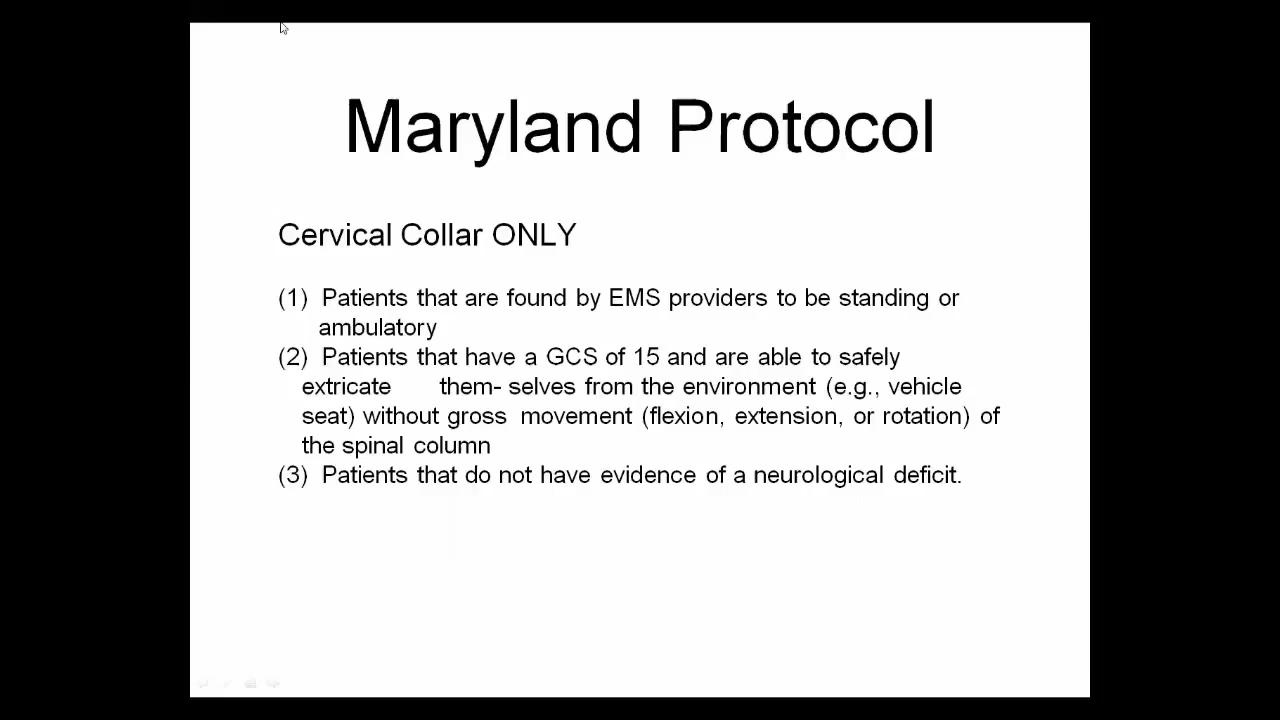 Maryland Protocol
Cervical Collar ONLY
(1) Patients that are found by EMS providers to be standing or
ambulatory
(2) Patients that have a GCS of 15 and are able to safely
extricate them- selves from the environment (e.g., vehicle
seat) without gross movement (flexion, extension, or rotation) of
the spinal column
(3) Patients that do not have evidence of a neurological deficit.